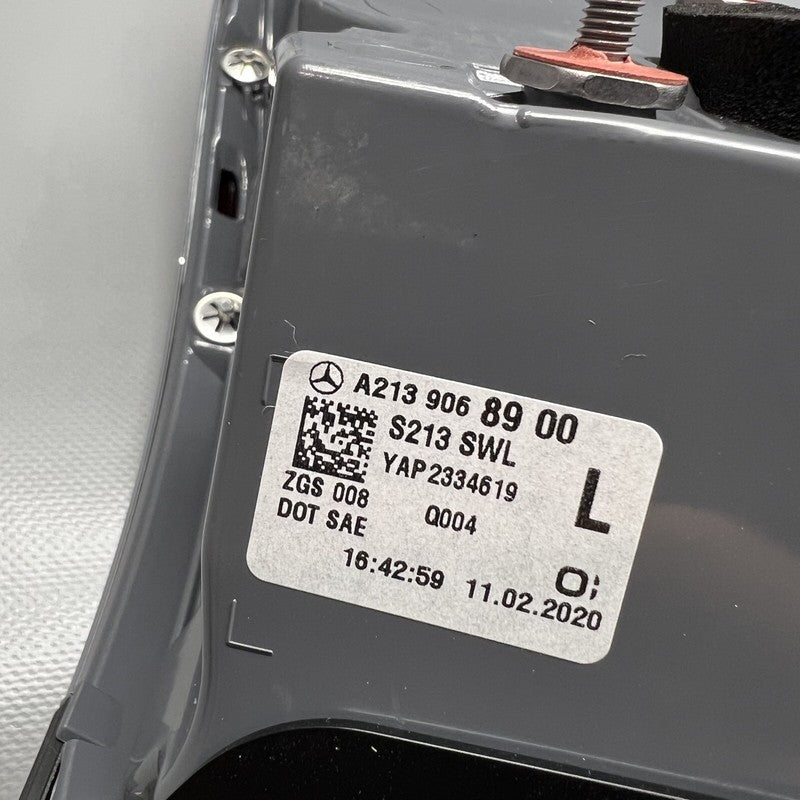 A213 906 89 00
S213 SWL
YAP2334619
ZGS 008
L
DOT SAE
Q004
O;
16:42:59 11.02.2020